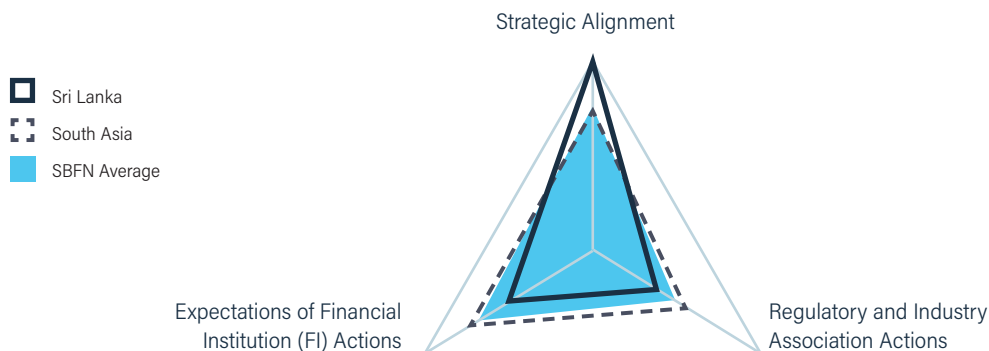 Strategic Alignment
Sri Lanka
South Asia
SBFN Average
Expectations of Financial
Institution (FI) Actions
Regulatory and Industry
Association Actions